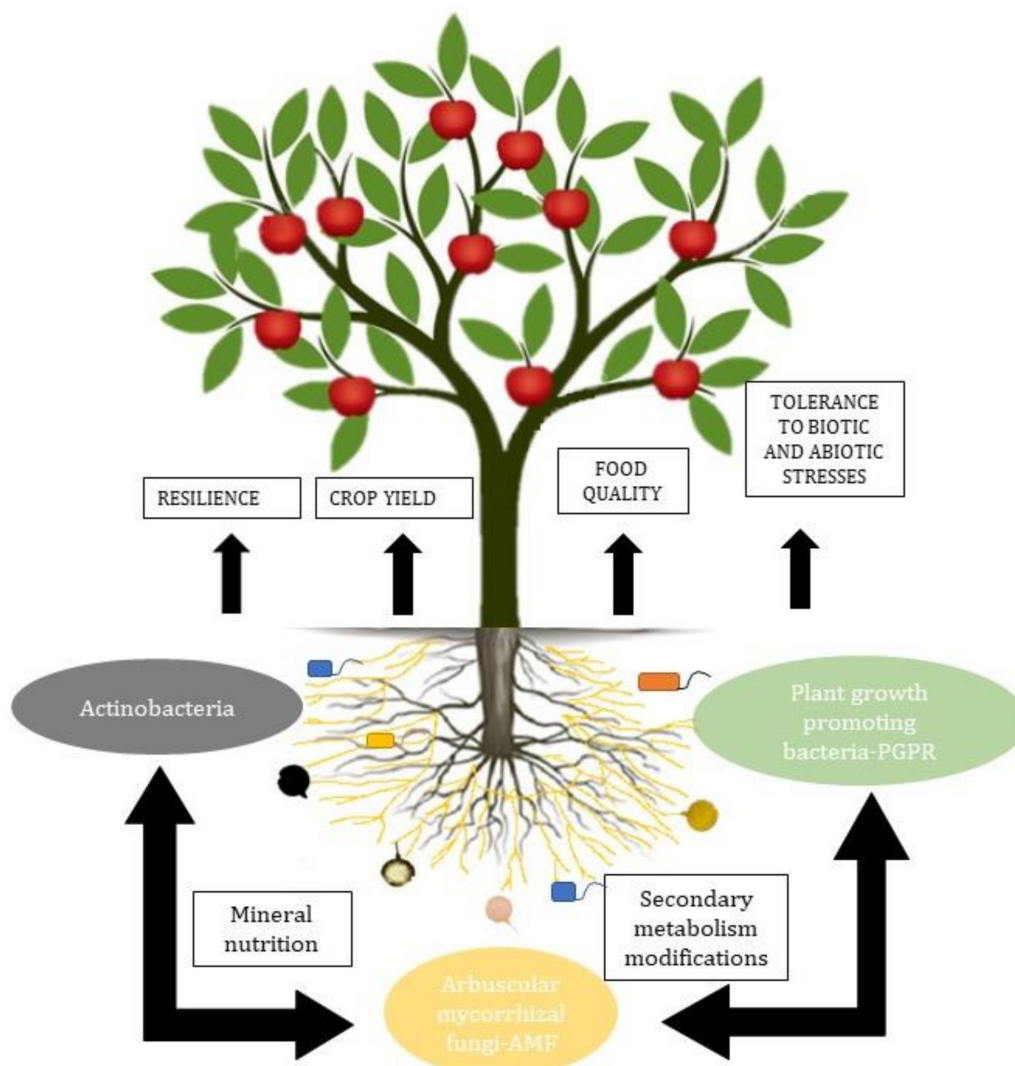 TOLERANCE
TO BIOTIC
AND ABIOTIC
STRESSES
RESILIENCE
CROP YIELD
FOOD
QUALITY
Actinobacteria
Plant growth
promoting
bacteria-PGPR
Mineral
nutrition
Secondary
metabolism
modifications
Arbuscular
mycorrhizal
fungi-AMF